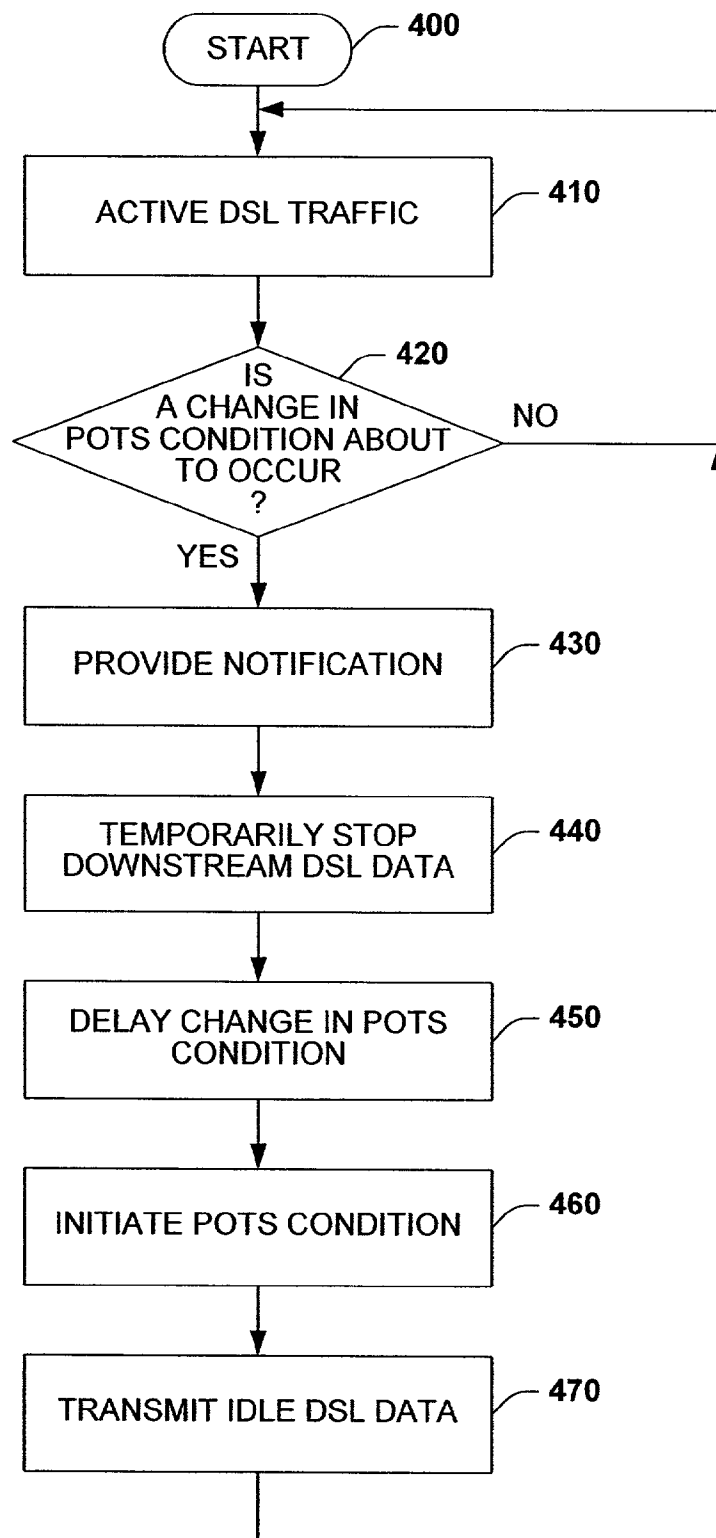 START
400
ACTIVE DSL TRAFFIC
410
420
IS
A CHANGE IN
POTS CONDITION ABOUT
TO OCCUR
?
NO
YES
PROVIDE NOTIFICATION
430
TEMPORARILY STOP
DOWNSTREAM DSL DATA
440
DELAY CHANGE IN POTS
CONDITION
450
INITIATE POTS CONDITION
460
TRANSMIT IDLE DSL DATA
470